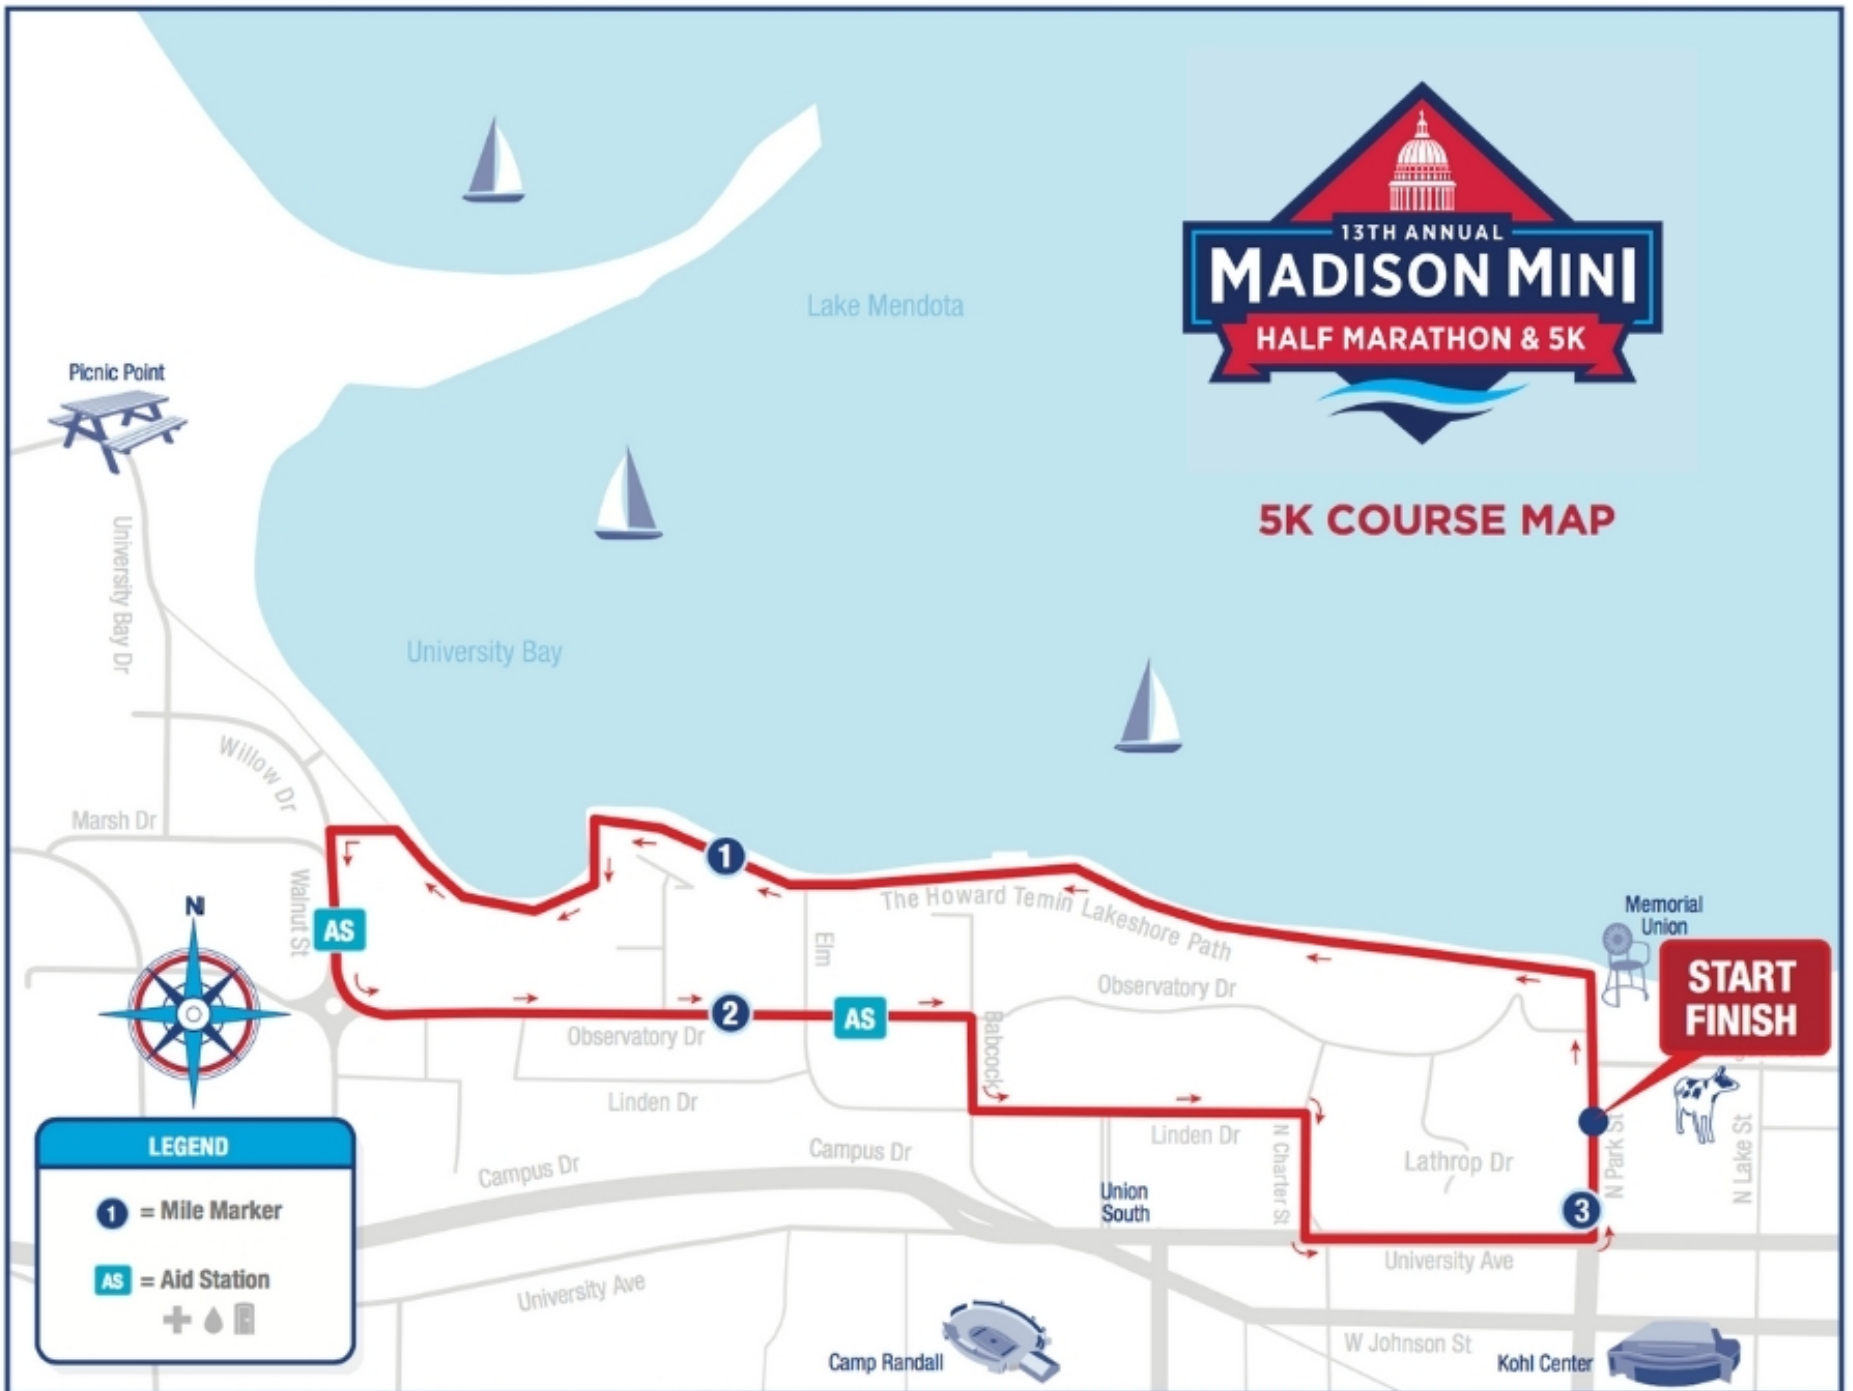 13TH ANNUAL
MADISON MINI
HALF MARATHON & 5K
5K COURSE MAP
Lake Mendota
Picnic Point
University Bay Dr
University Bay
Willow Dr
Marsh Dr
Walnut St
1
The Howard Temin Lakeshore Path
Memorial
Union
START
FINISH
N
AS
Elm
Observatory Dr
2
AS
Observatory Dr
Babcock
Linden Dr
Linden Dr
N Charter St
Lathrop Dr
N Park St
N Lake St
Campus Dr
Campus Dr
Union
South
3
University Ave
University Ave
W Johnson St
Camp Randall
Kohl Center
LEGEND
1 = Mile Marker
AS = Aid Station